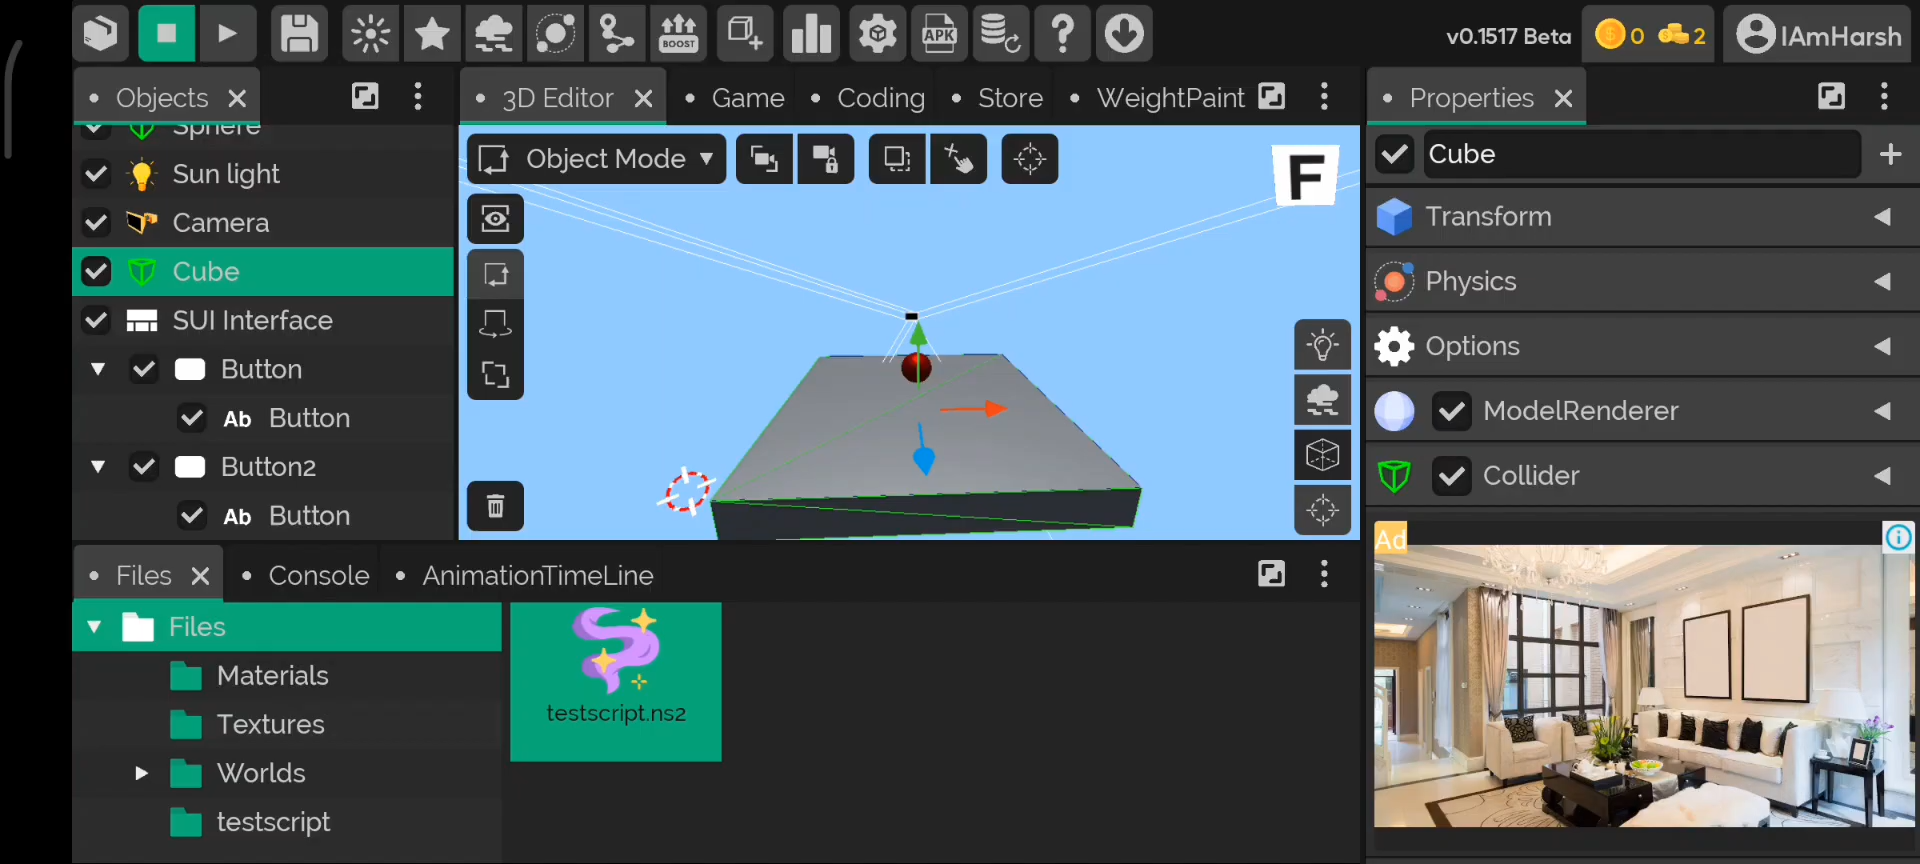 BOOST
APK
v0.1517 Beta
0
2
IAmHarsh
Objects
3D Editor
Game
Coding
Store
WeightPaint
Properties
Sphere
Sun light
Camera
Cube
SUI Interface
Button
Ab Button
Button2
Ab Button
Object Mode
F
Cube
Transform
Physics
Options
ModelRenderer
Collider
Ad
Files
Console
AnimationTimeLine
Files
Materials
Textures
Worlds
testscript
testscript.ns2